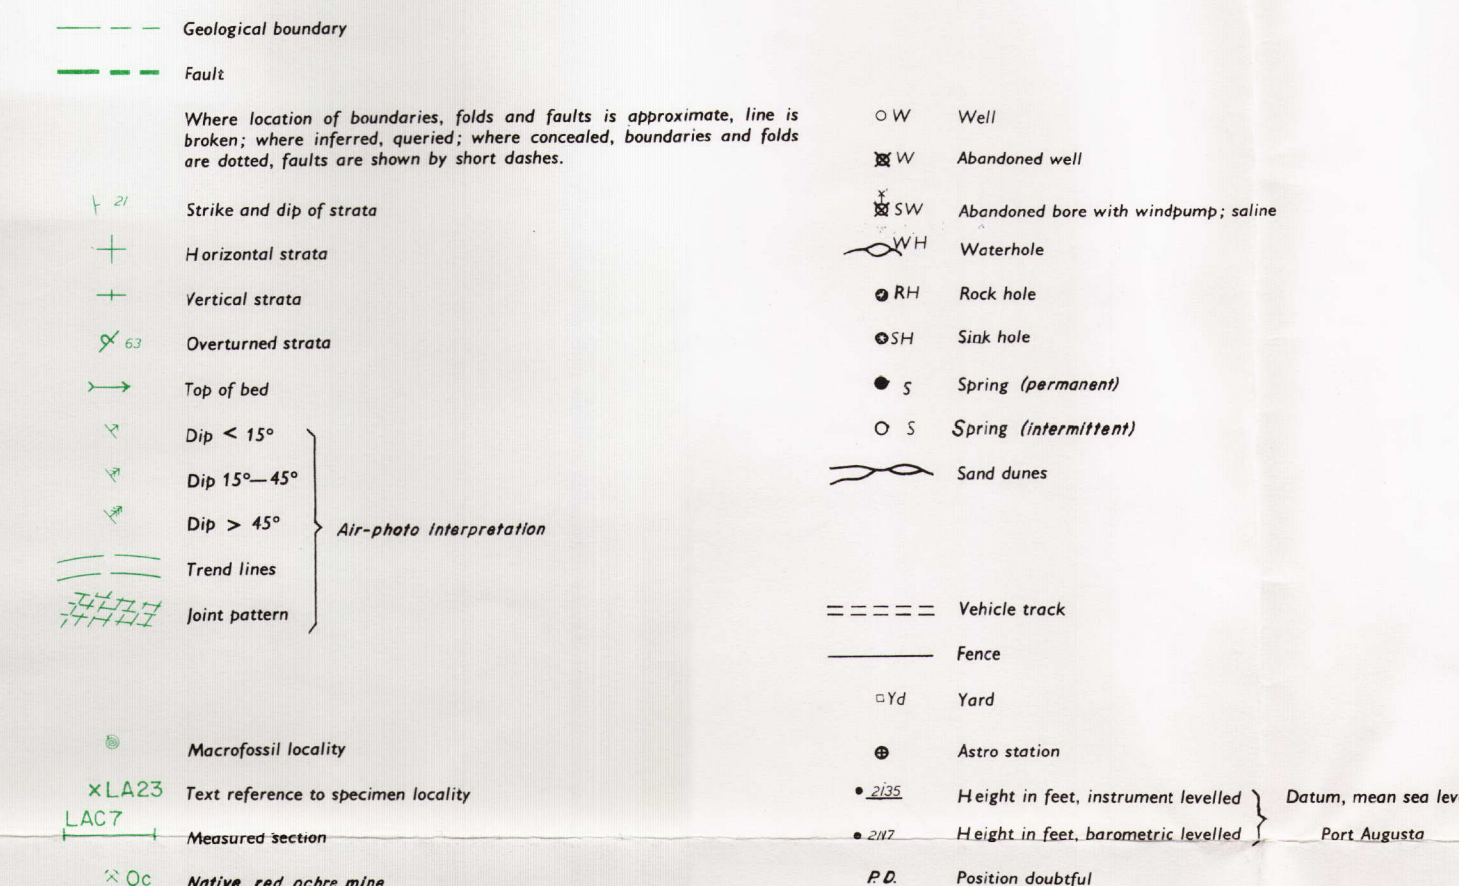 Geological boundary
Fault
Where location of boundaries, folds and faults is approximate, line is
broken; where inferred, queried; where concealed, boundaries and folds
are dotted, faults are shown by short dashes.
21 Strike and dip of strata
Horizontal strata
Vertical strata
63 Overturned strata
Top of bed
Dip < 15°
Dip 15°—45°
Dip > 45°
Air-photo interpretation
Trend lines
Joint pattern
Macrofossil locality
×LA23 Text reference to specimen locality
LAC7
Measured section
Oc Native red ochre mine
W Well
W Abandoned well
SW Abandoned bore with windpump; saline
WH Waterhole
RH Rock hole
SH Sink hole
S Spring (permanent)
S Spring (intermittent)
Sand dunes
Vehicle track
Fence
Yd Yard
Astro station
2135 Height in feet, instrument levelled
2117 Height in feet, barometric levelled
Datum, mean sea lev
Port Augusta
P.D. Position doubtful